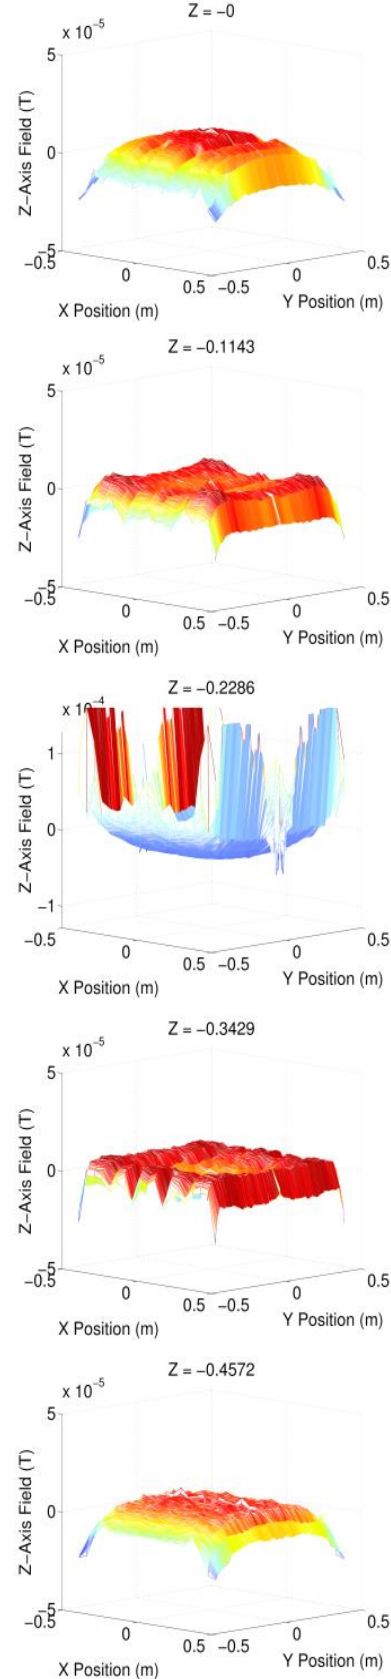 Z = −0
x 10⁻⁵
5
0
−5
Z−Axis Field (T)
−0.5
0
0.5
X Position (m)
−0.5
0
0.5
Y Position (m)
Z = −0.1143
x 10⁻⁵
5
0
−5
Z−Axis Field (T)
−0.5
0
0.5
X Position (m)
−0.5
0
0.5
Y Position (m)
Z = −0.2286
x 10⁻⁴
1
0
−1
Z−Axis Field (T)
−0.5
0
0.5
X Position (m)
−0.5
0
0.5
Y Position (m)
Z = −0.3429
x 10⁻⁵
5
0
−5
Z−Axis Field (T)
−0.5
0
0.5
X Position (m)
−0.5
0
0.5
Y Position (m)
Z = −0.4572
x 10⁻⁵
5
0
−5
Z−Axis Field (T)
−0.5
0
0.5
X Position (m)
−0.5
0
0.5
Y Position (m)